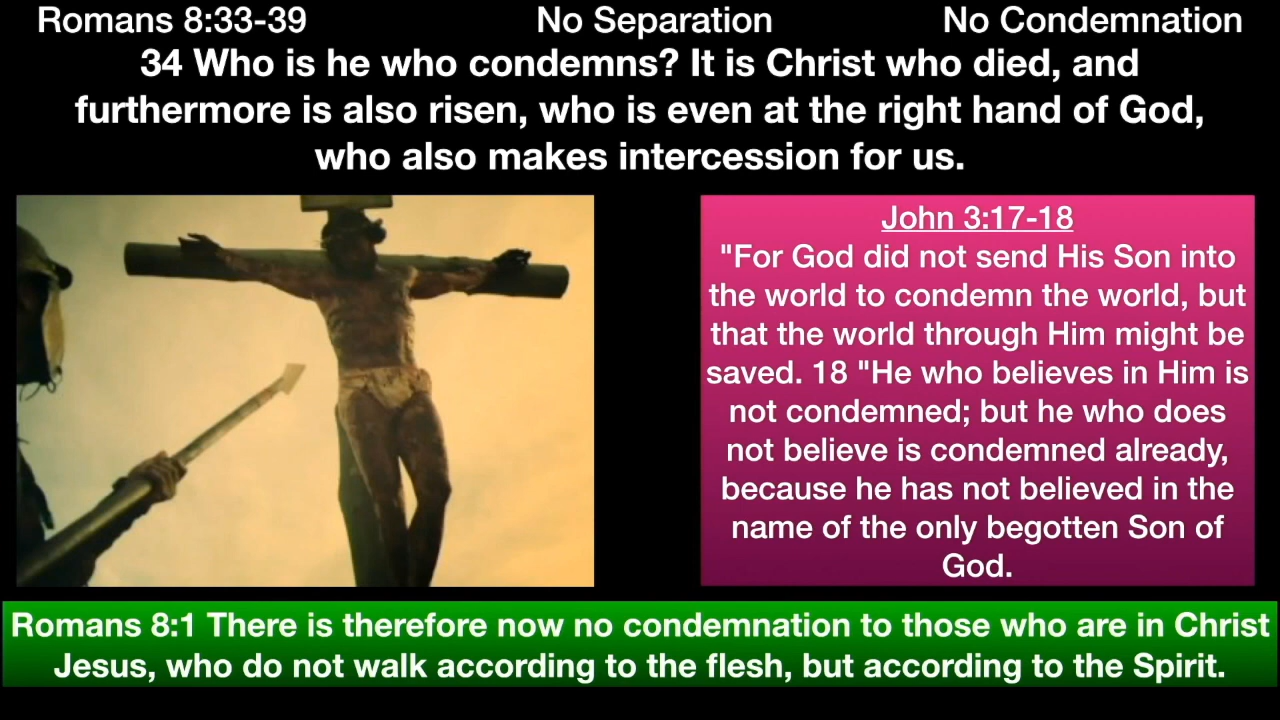 Romans 8:33-39 No Separation No Condemnation
34 Who is he who condemns? It is Christ who died, and
furthermore is also risen, who is even at the right hand of God,
who also makes intercession for us.
John 3:17-18
"For God did not send His Son into
the world to condemn the world, but
that the world through Him might be
saved. 18 "He who believes in Him is
not condemned; but he who does
not believe is condemned already,
because he has not believed in the
name of the only begotten Son of
God.
Romans 8:1 There is therefore now no condemnation to those who are in Christ
Jesus, who do not walk according to the flesh, but according to the Spirit.